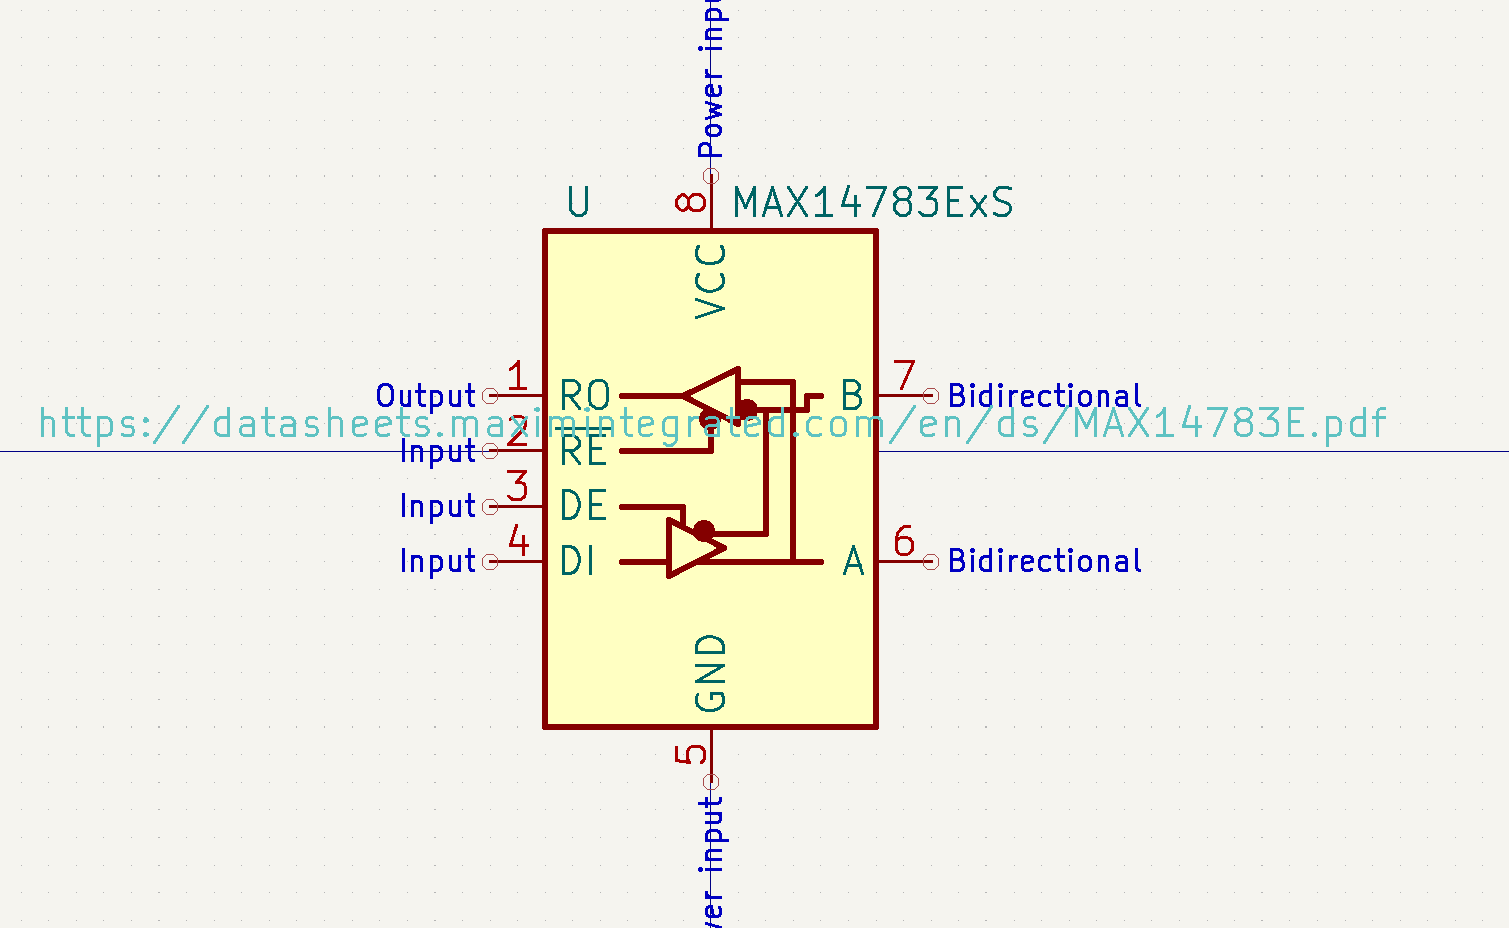 Power inpu
U
MAX14783ExS
8
VCC
Output
1
RO
B
7
Bidirectional
https://datasheets.maximintegrated.com/en/ds/MAX14783E.pdf
Input
2
RE
Input
3
DE
Input
4
DI
A
6
Bidirectional
GND
5
wer input